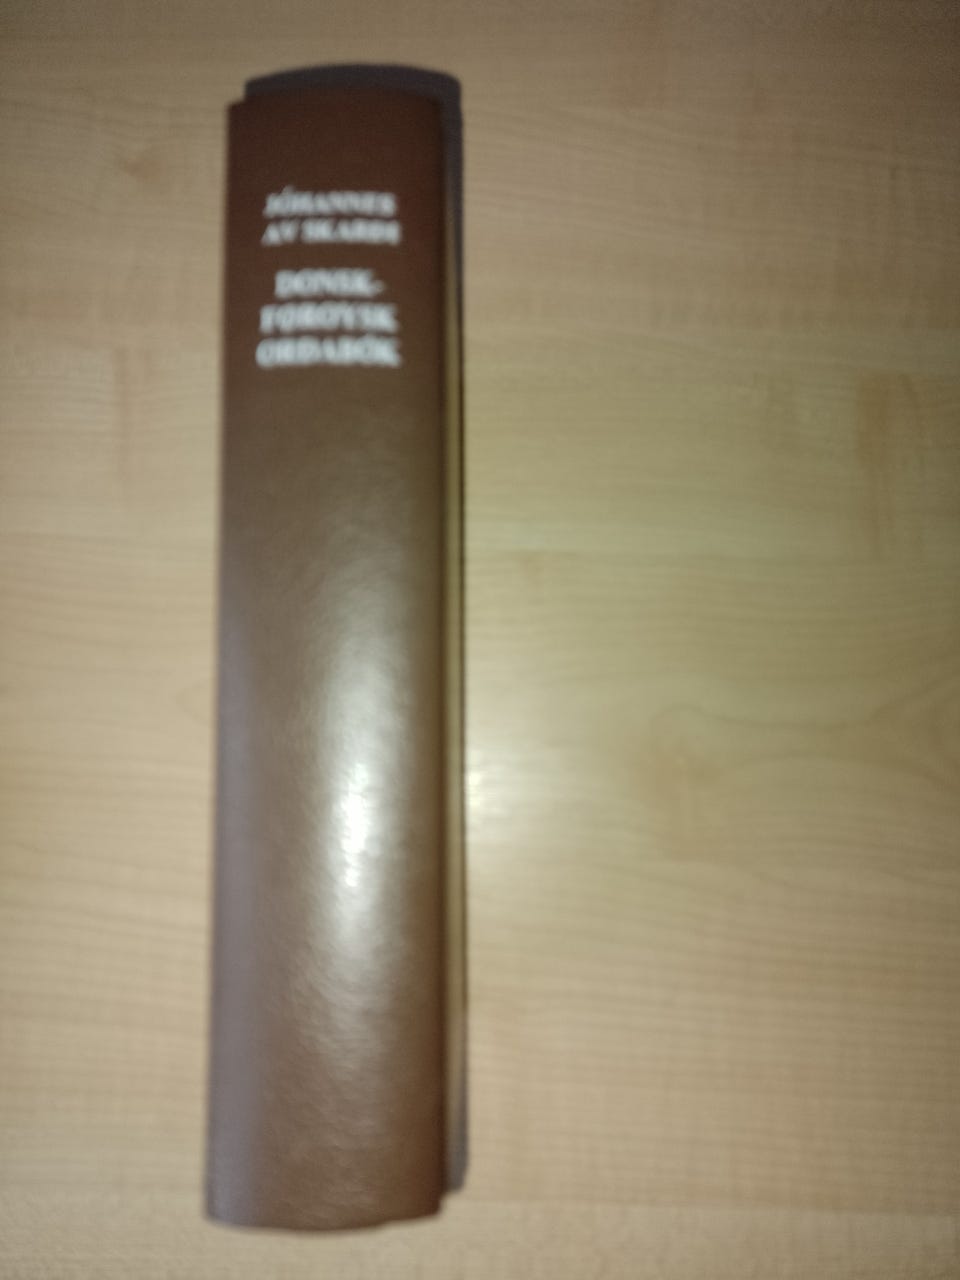 JÓHANNES
AV SKARÐI
DONSK-
FØROYSK
ORÐABÓK